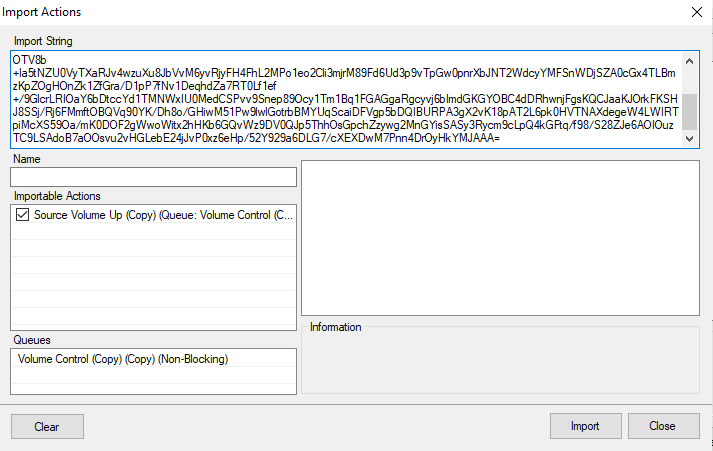 Import Actions
Import String
OTV8b
+la5tNZU0VyTXaRJv4wzuXu8JbVvM6yvRjyFH4FhL2MPo1eo2Cli3mjrM89Fd6Ud3p9vTpGw0pnrXbJNT2WdcyYMFSnWDjSZA0cGx4TLBm
zKpZOgHOnZk1ZfGra/D1pP7fNv1DeqhdZa7RT0Lf1ef
+/9GlcrLRIOaY6bDtccYd1TMNWxIU0MedCSPvv9Snep89Ocy1Tm1Bq1FGAGgaRgcyvj6bImdGKGYOBC4dDRhwnjFgsKQCJaaKJOrkFKSH
J8SSj/Rj6FMmftOBQVq90YK/Dh8o/GHiwM51Pw9lwlGotrbBMYUqScaiDFVgp5bDQlBURPA3gX2vK18pAT2L6pk0HVTNAXdegeW4LWIRT
piMcXS59Oa/mK0DOF2gWwoWitx2hHKb6GQvWz9DV0QJp5ThhOsGpchZzywg2MnGYisSASy3Rycm9cLpQ4kGFtq/f98/S28ZJe6AOlOuz
TC9LSAdoB7aOOsvu2vHGLebE24jJvP0xz6eHp/52Y929a6DLG7/cXEXDwM7Pnn4DrOyHkYMJAAA=
Name
Importable Actions
Source Volume Up (Copy) (Queue: Volume Control (C...
Queues
Volume Control (Copy) (Copy) (Non-Blocking)
Information
Clear
Import
Close